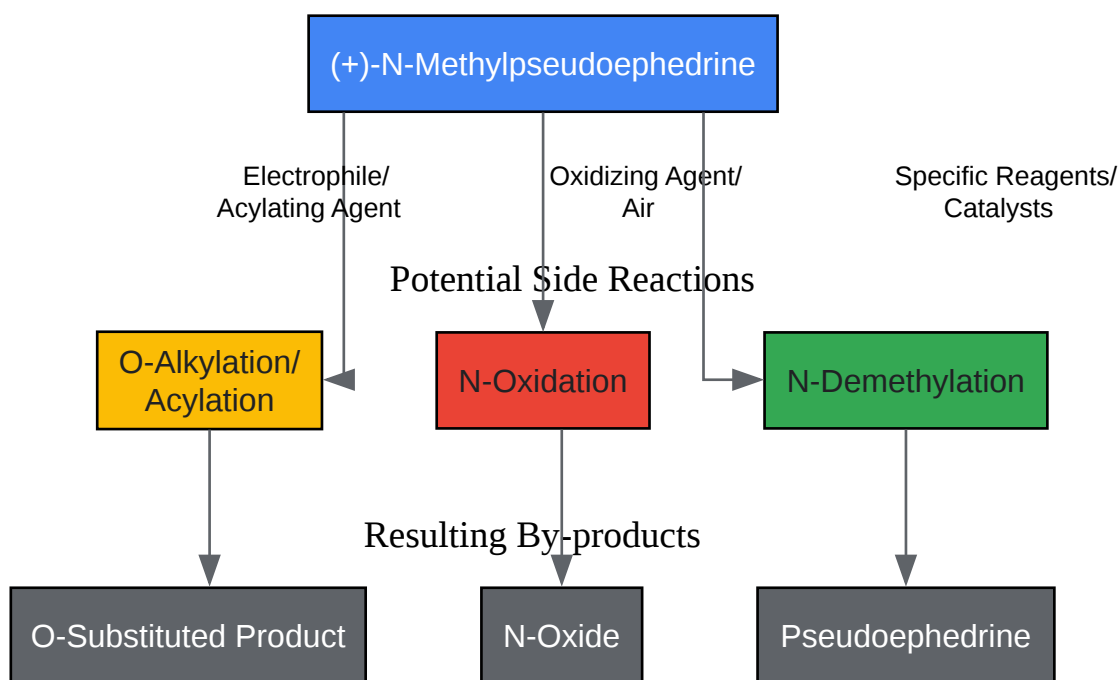 (+)-N-Methylpseudoephedrine
Electrophile/
Acylating Agent
Oxidizing Agent/
Air
Specific Reagents/
Catalysts
Potential Side Reactions
O-Alkylation/
Acylation
N-Oxidation
N-Demethylation
Resulting By-products
O-Substituted Product
N-Oxide
Pseudoephedrine